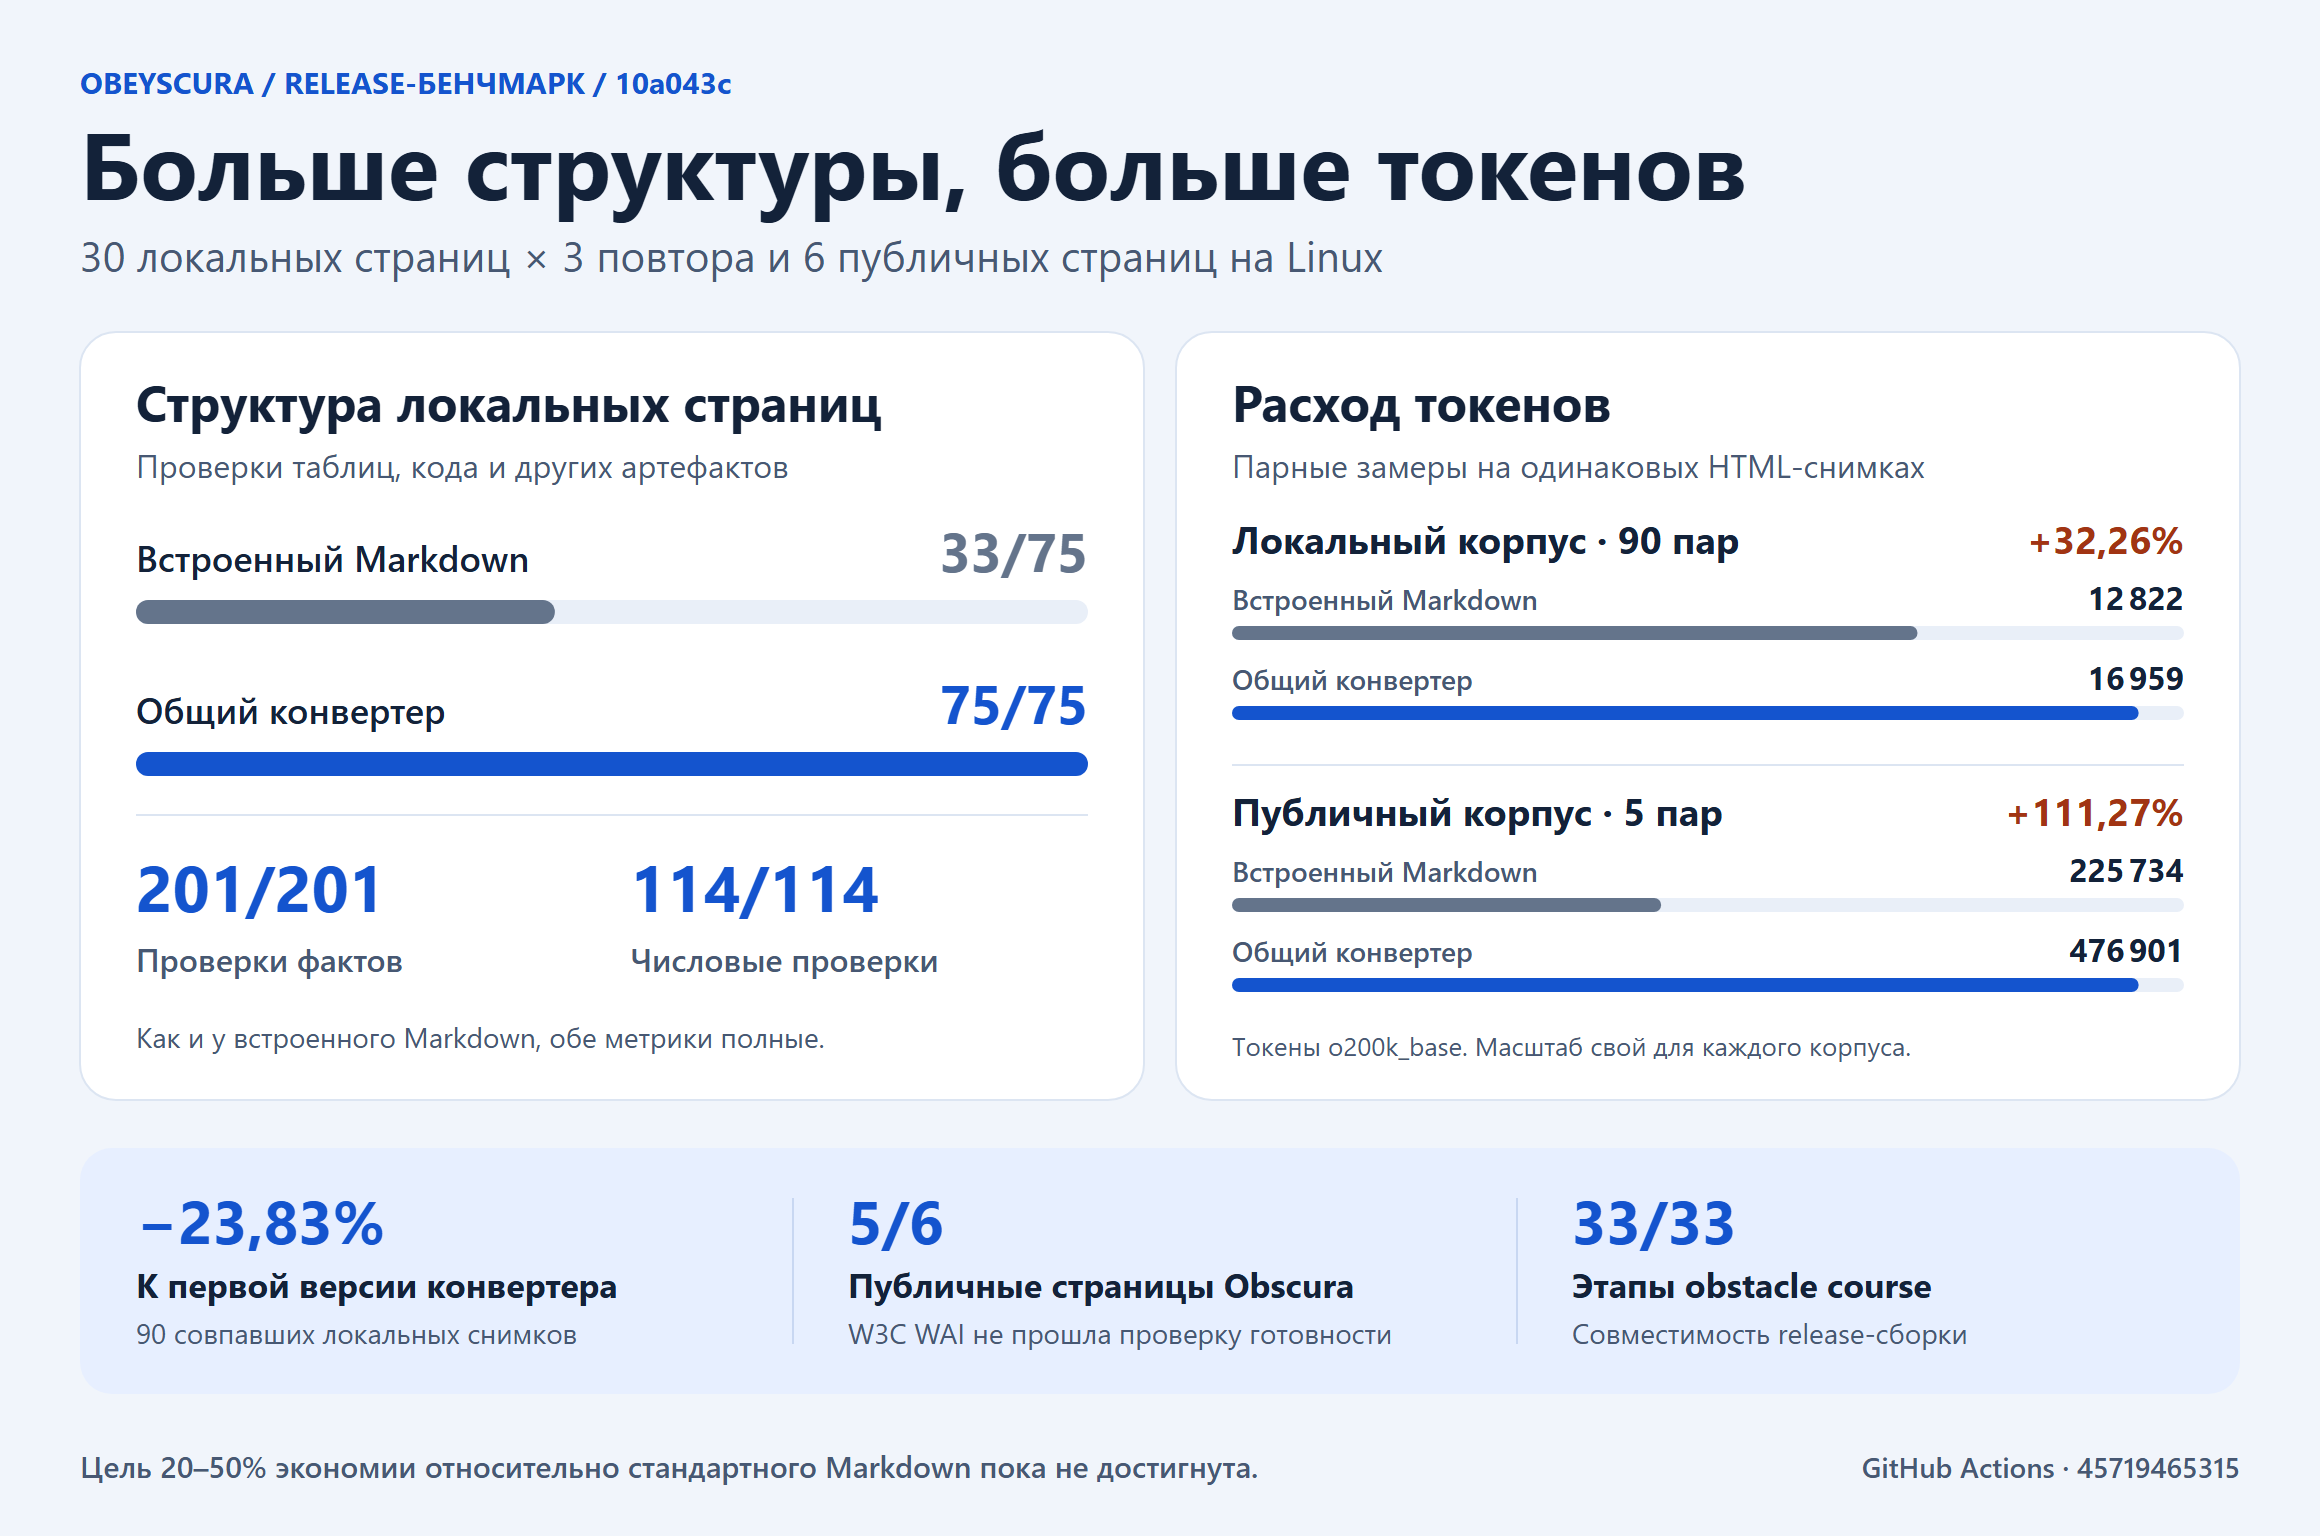 OBEYSCURA / RELEASE-БЕНЧМАРК / 10a043c
Больше структуры, больше токенов
30 локальных страниц × 3 повтора и 6 публичных страниц на Linux
Структура локальных страниц
Проверки таблиц, кода и других артефактов
Встроенный Markdown 33/75
Общий конвертер 75/75
201/201 114/114
Проверки фактов Числовые проверки
Как и у встроенного Markdown, обе метрики полные.
Расход токенов
Парные замеры на одинаковых HTML-снимках
Локальный корпус · 90 пар +32,26%
Встроенный Markdown 12 822
Общий конвертер 16 959
Публичный корпус · 5 пар +111,27%
Встроенный Markdown 225 734
Общий конвертер 476 901
Токены o200k_base. Масштаб свой для каждого корпуса.
−23,83%
К первой версии конвертера
90 совпавших локальных снимков
5/6
Публичные страницы Obscura
W3C WAI не прошла проверку готовности
33/33
Этапы obstacle course
Совместимость release-сборки
Цель 20–50% экономии относительно стандартного Markdown пока не достигнута.
GitHub Actions · 45719465315